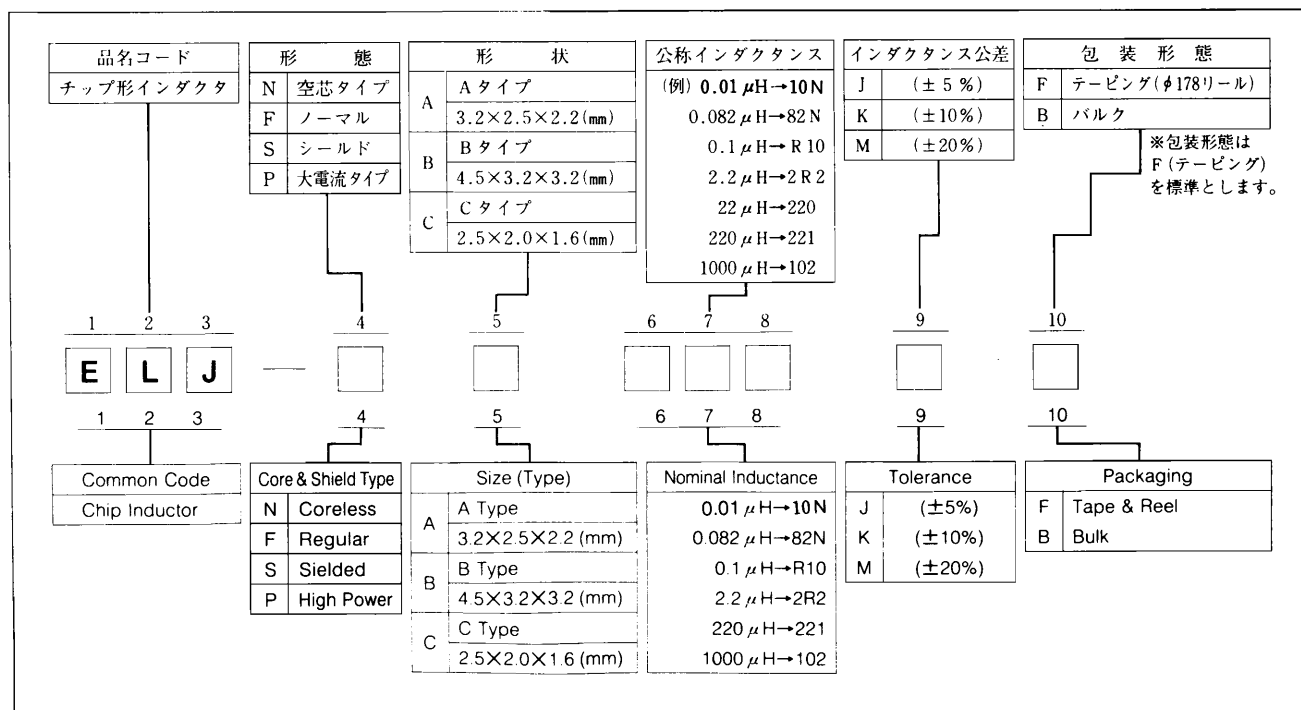 品名コード
チップ形インダクタ
形 態
N 空芯タイプ
F ノーマル
S シールド
P 大電流タイプ
形 状
A
Aタイプ
3.2×2.5×2.2(mm)
B
Bタイプ
4.5×3.2×3.2(mm)
C
Cタイプ
2.5×2.0×1.6(mm)
公称インダクタンス
(例) 0.01 μH→10N
0.082 μH→82N
0.1 μH→R10
2.2 μH→2R2
22 μH→220
220 μH→221
1000 μH→102
インダクタンス公差
J (±5%)
K (±10%)
M (±20%)
包 装 形 態
F テーピング(φ178リール)
B バルク
※包装形態は
F(テーピング)
を標準とします。
1 2 3 4 5 6 7 8 9 10
E L J —
1 2 3 4 5 6 7 8 9 10
Common Code
Chip Inductor
Core & Shield Type
N Coreless
F Regular
S Sielded
P High Power
Size (Type)
A
A Type
3.2×2.5×2.2 (mm)
B
B Type
4.5×3.2×3.2 (mm)
C
C Type
2.5×2.0×1.6 (mm)
Nominal Inductance
0.01 μH→10N
0.082 μH→82N
0.1 μH→R10
2.2 μH→2R2
220 μH→221
1000 μH→102
Tolerance
J (±5%)
K (±10%)
M (±20%)
Packaging
F Tape & Reel
B Bulk